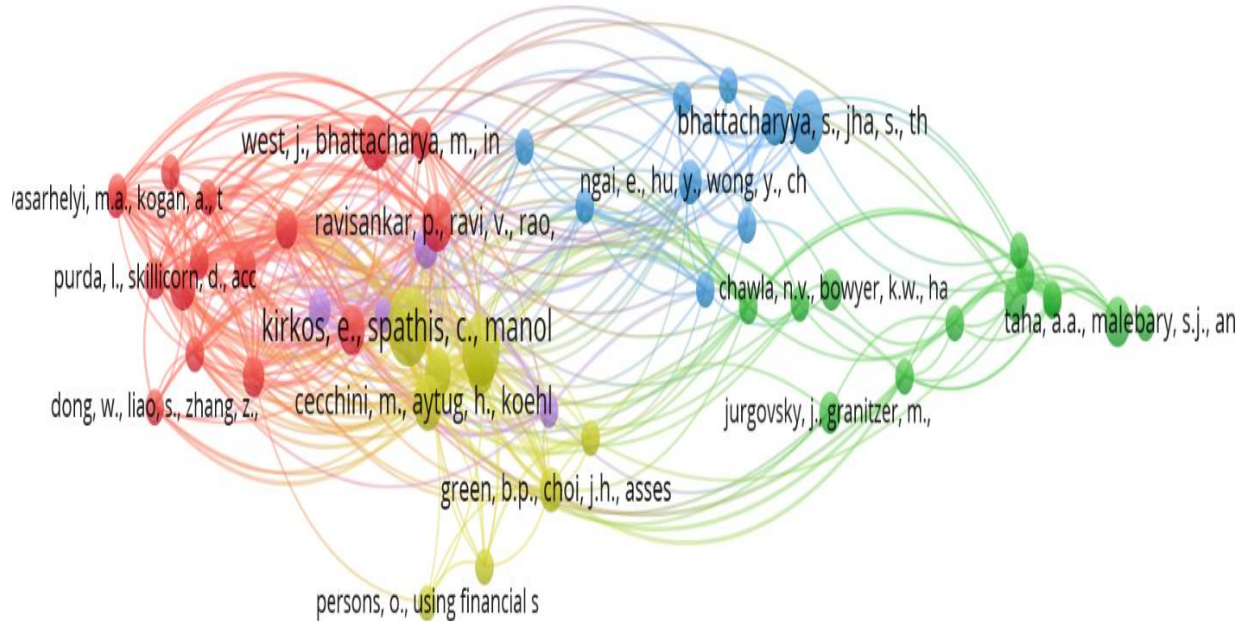 bhattacharyya, s., jha, s., th
west, j., bhattacharya, m., in
ngai, e., hu, y., wong, y., ch
vasarhelyi, m.a., kogan, a., t
ravisankar, p., ravi, v., rao,
purda, l., skillicorn, d., acc
chawla, n.v., bowyer, k.w., ha
kirkos, e., spathis, c., manol
taha, a.a., malebary, s.j., an
dong, w., liao, s., zhang, z.,
cecchini, m., aytug, h., koehl
jurgovsky, j., granitzer, m.,
green, b.p., choi, j.h., asses
persons, o., using financial s